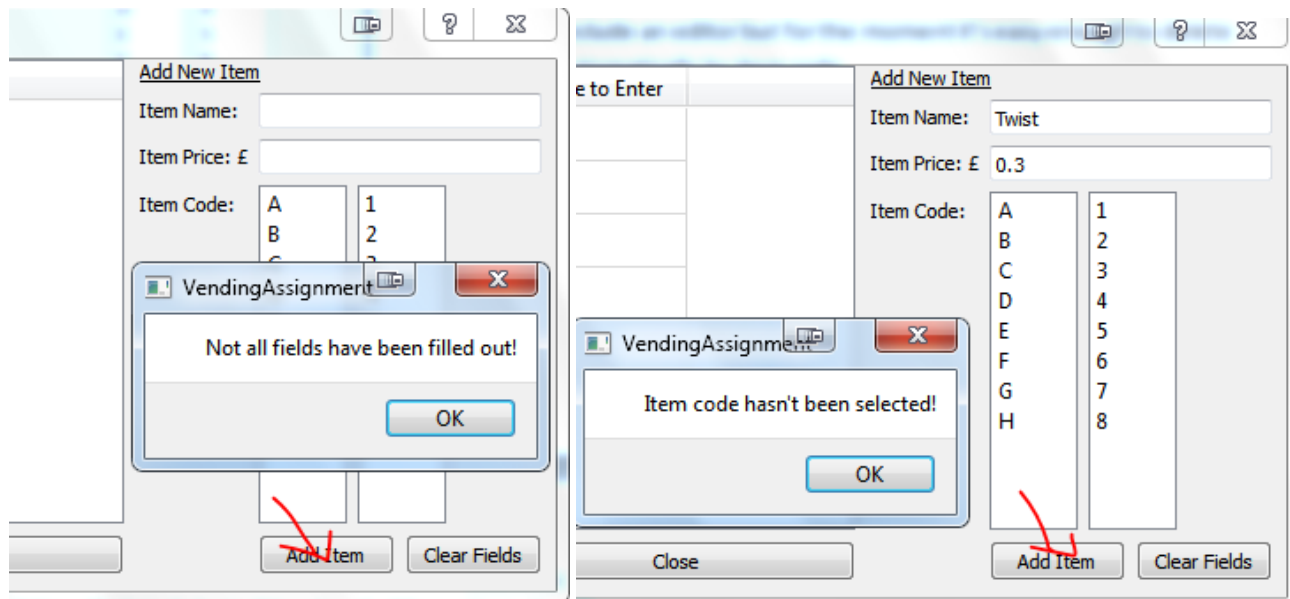 Add New Item
Item Name:
Item Price: £
Item Code: A 1
B 2
VendingAssignment
Not all fields have been filled out!
OK
Add Item Clear Fields
e to Enter
Add New Item
Item Name: Twist
Item Price: £ 0.3
Item Code: A 1
B 2
C 3
D 4
E 5
F 6
G 7
H 8
VendingAssignment
Item code hasn't been selected!
OK
Close Add Item Clear Fields